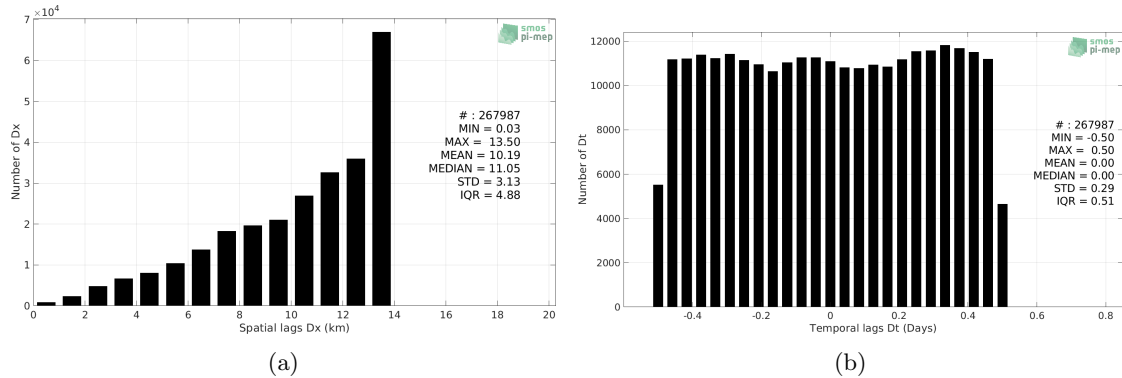 7 ×10⁴
6
5
4
3
2
1
0
Number of Dx
0 2 4 6 8 10 12 14 16 18 20
Spatial lags Dx (km)
smos
pi-mep
# : 267987
MIN = 0.03
MAX = 13.50
MEAN = 10.19
MEDIAN = 11.05
STD = 3.13
IQR = 4.88
(a)
12000
10000
8000
6000
4000
2000
0
Number of Dt
-0.4 -0.2 0 0.2 0.4 0.6 0.8
Temporal lags Dt (Days)
smos
pi-mep
# : 267987
MIN = -0.50
MAX = 0.50
MEAN = 0.00
MEDIAN = 0.00
STD = 0.29
IQR = 0.51
(b)